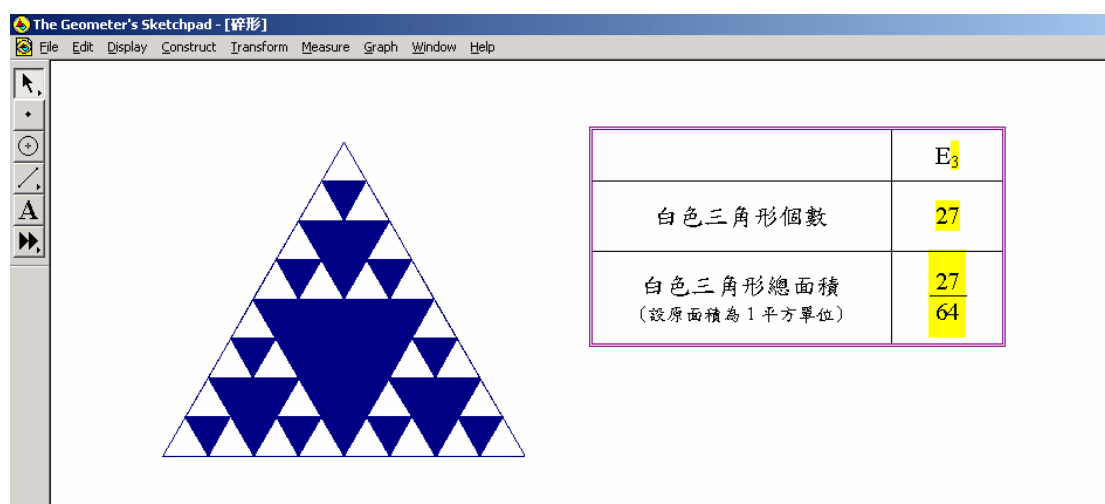 The Geometer's Sketchpad - [碎形]
File Edit Display Construct Transform Measure Graph Window Help
A
E₃
白色三角形個數 27
白色三角形總面積
(設原面積為 1 平方單位)
27
64